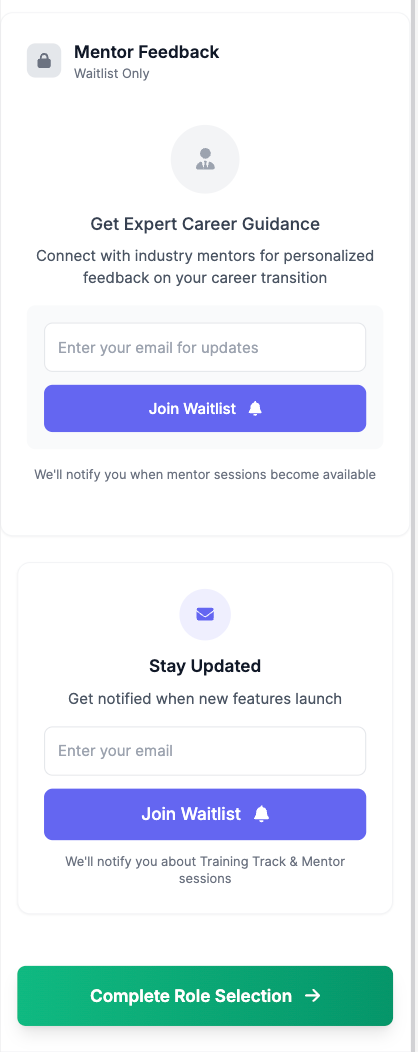 Mentor Feedback
Waitlist Only
Get Expert Career Guidance
Connect with industry mentors for personalized
feedback on your career transition
Enter your email for updates
Join Waitlist
We'll notify you when mentor sessions become available
Stay Updated
Get notified when new features launch
Enter your email
Join Waitlist
We'll notify you about Training Track & Mentor
sessions
Complete Role Selection